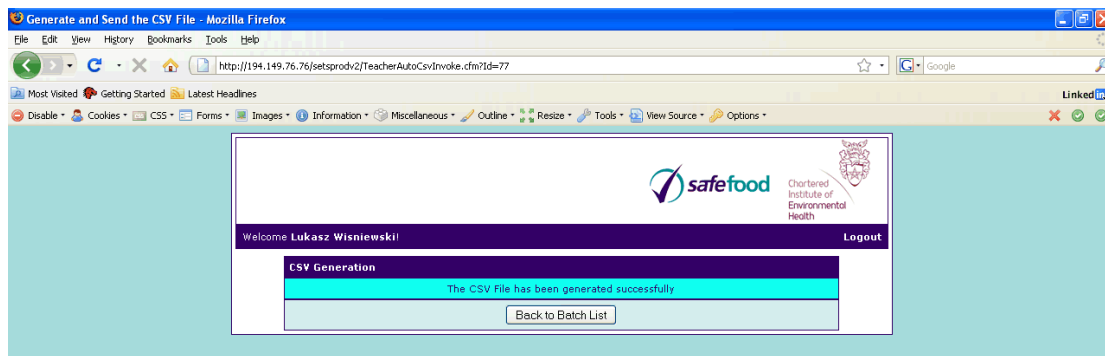 Generate and Send the CSV File - Mozilla Firefox
File Edit View History Bookmarks Tools Help
http://194.149.76.76/setsprodv2/TeacherAutoCsvInvoke.cfm?Id=77
Google
Most Visited Getting Started Latest Headlines
Linked in
Disable Cookies CSS Forms Images Information Miscellaneous Outline Resize Tools View Source Options
safefood
Chartered
Institute of
Environmental
Health
Welcome Lukasz Wisniewski!
Logout
CSV Generation
The CSV File has been generated successfully
Back to Batch List